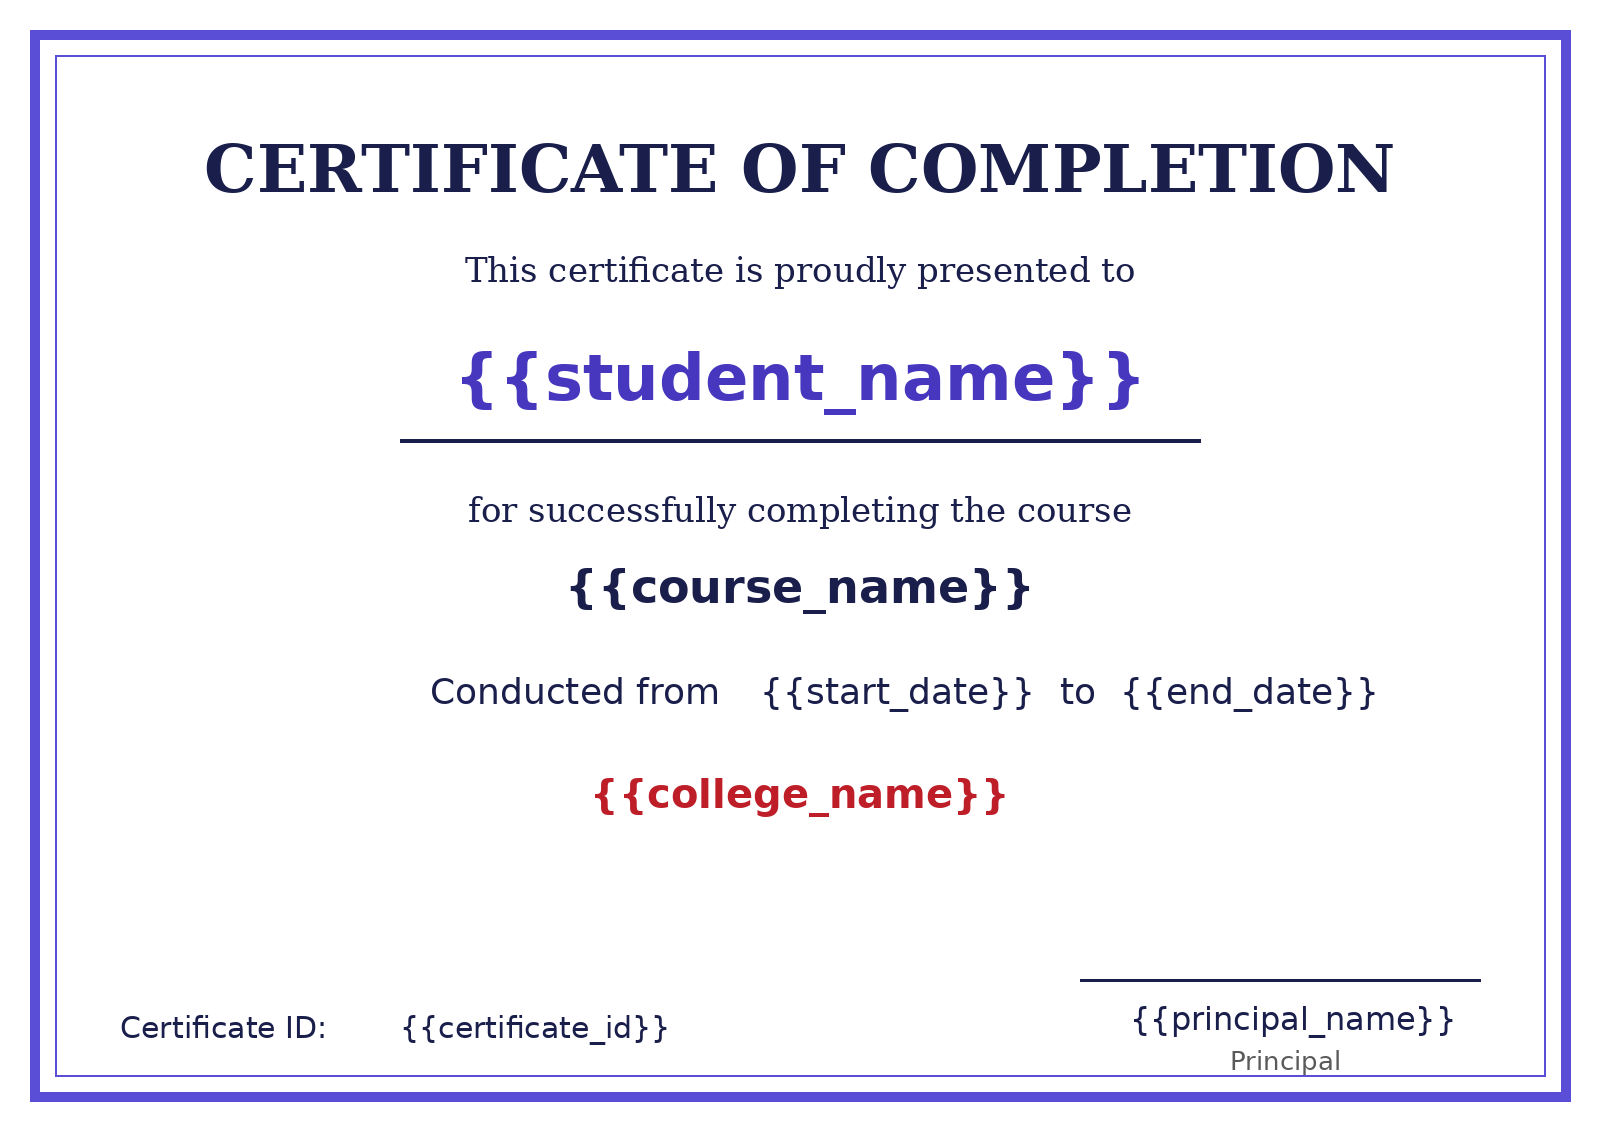 CERTIFICATE OF COMPLETION
This certificate is proudly presented to
{{student_name}}
for successfully completing the course
{{course_name}}
Conducted from {{start_date}} to {{end_date}}
{{college_name}}
Certificate ID: {{certificate_id}}
{{principal_name}}
Principal